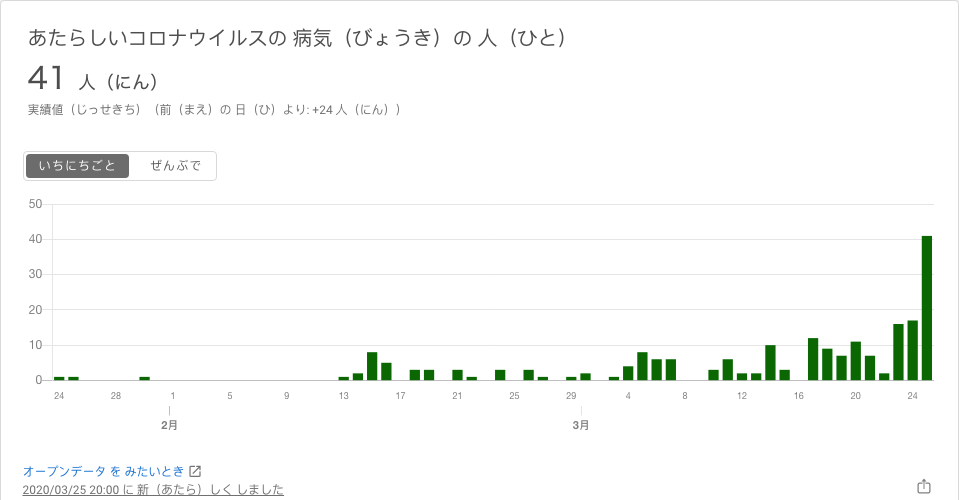 あたらしいコロナウイルスの 病気（びょうき）の 人（ひと）
41 人（にん）
実績値（じっせきち）（前（まえ）の 日（ひ）より: +24 人（にん））
いちにちごと ぜんぶで
50
40
30
20
10
0
24 28 1 5 9 13 17 21 25 29 4 8 12 16 20 24
2月 3月
オープンデータ を みたいとき
2020/03/25 20:00 に 新（あたら）しく しました